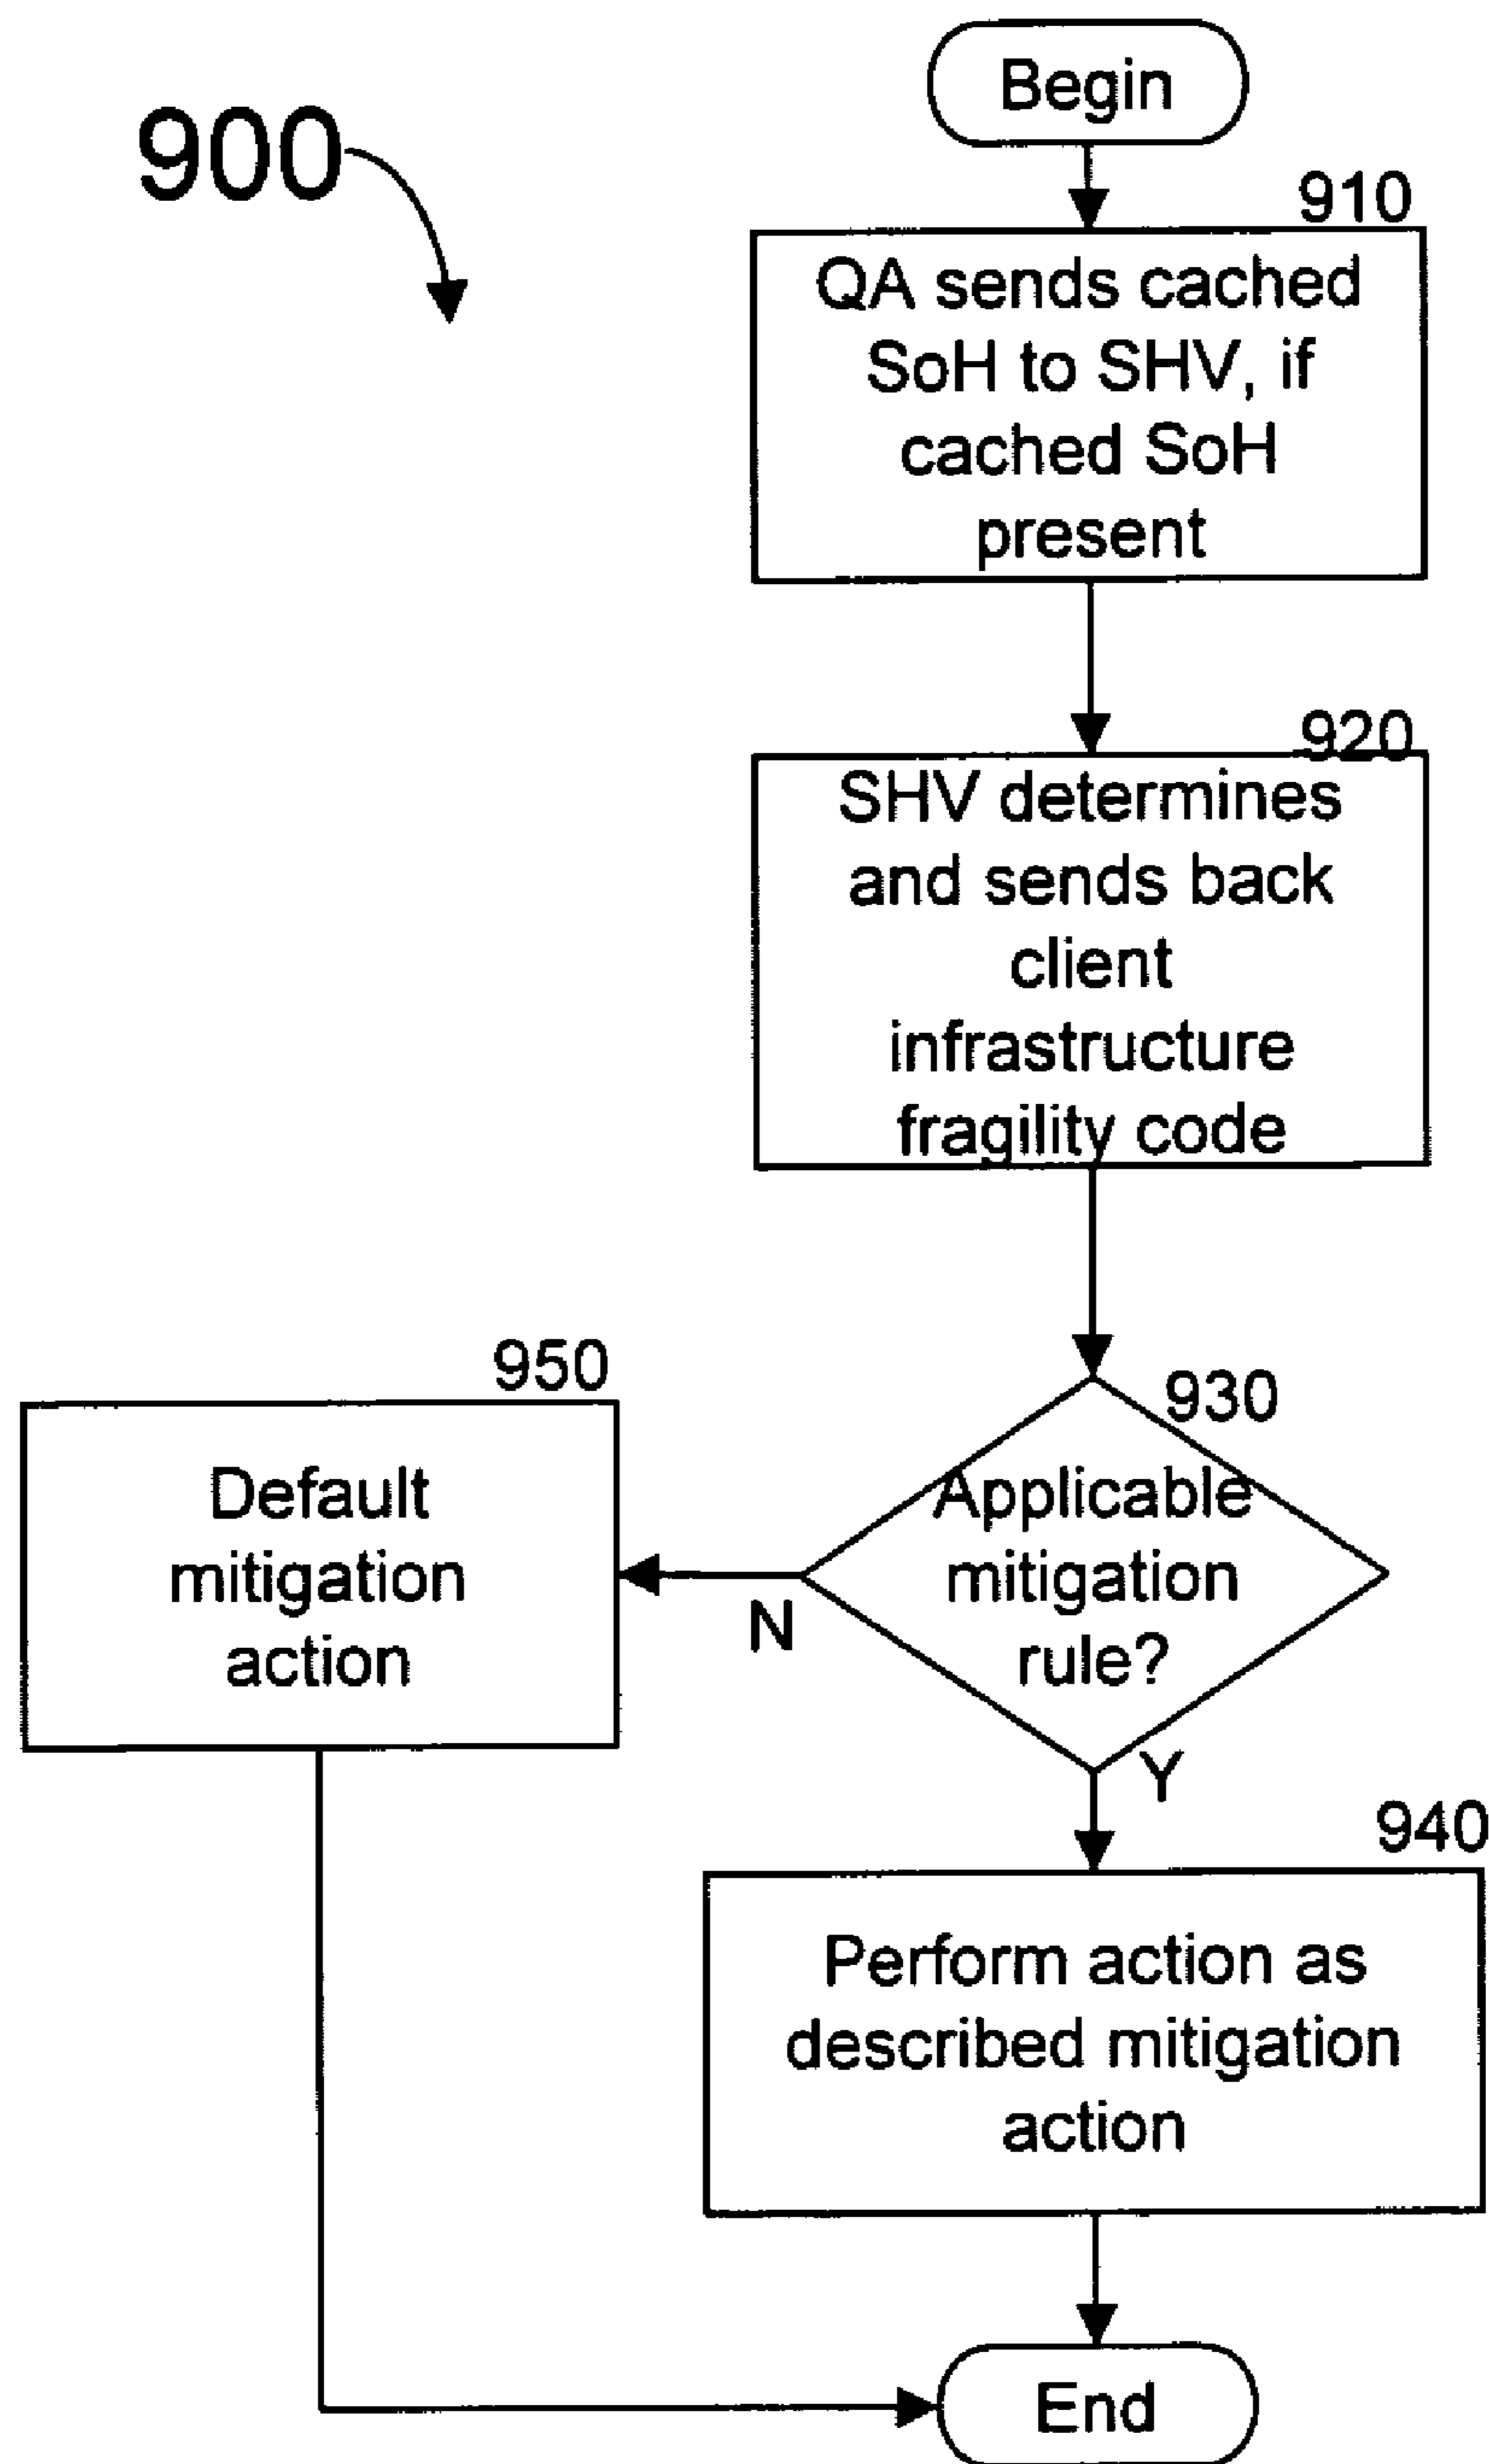 Begin
900
910
QA sends cached
SoH to SHV, if
cached SoH
present
920
SHV determines
and sends back
client
infrastructure
fragility code
930
Applicable
mitigation
rule?
N
950
Default
mitigation
action
Y
940
Perform action as
described mitigation
action
End